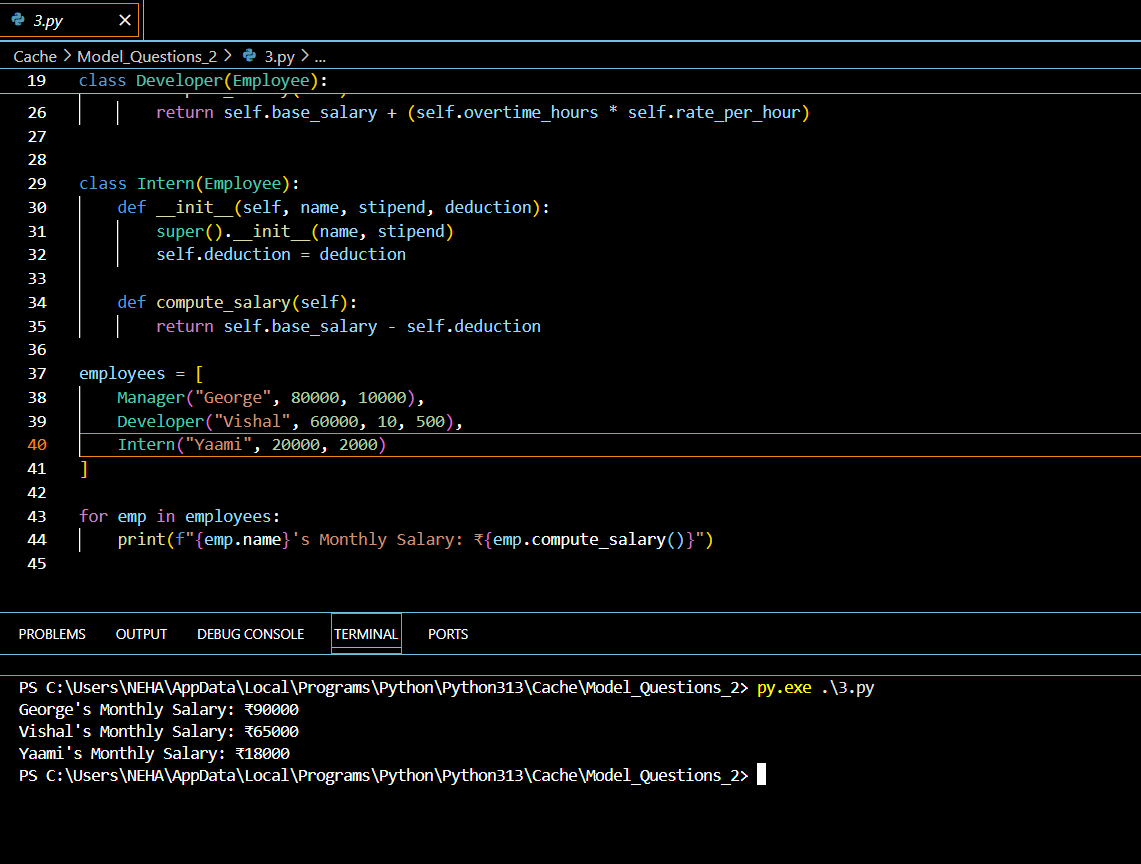 3.py
Cache > Model_Questions_2 > 3.py > ...
19 class Developer(Employee):
26 return self.base_salary + (self.overtime_hours * self.rate_per_hour)
27
28
29 class Intern(Employee):
30 def __init__(self, name, stipend, deduction):
31 super().__init__(name, stipend)
32 self.deduction = deduction
33
34 def compute_salary(self):
35 return self.base_salary - self.deduction
36
37 employees = [
38 Manager("George", 80000, 10000),
39 Developer("Vishal", 60000, 10, 500),
40 Intern("Yaami", 20000, 2000)
41 ]
42
43 for emp in employees:
44 print(f"{emp.name}'s Monthly Salary: ₹{emp.compute_salary()}")
45
PROBLEMS OUTPUT DEBUG CONSOLE TERMINAL PORTS
PS C:\Users\NEHA\AppData\Local\Programs\Python\Python313\Cache\Model_Questions_2> py.exe .\3.py
George's Monthly Salary: ₹90000
Vishal's Monthly Salary: ₹65000
Yaami's Monthly Salary: ₹18000
PS C:\Users\NEHA\AppData\Local\Programs\Python\Python313\Cache\Model_Questions_2>